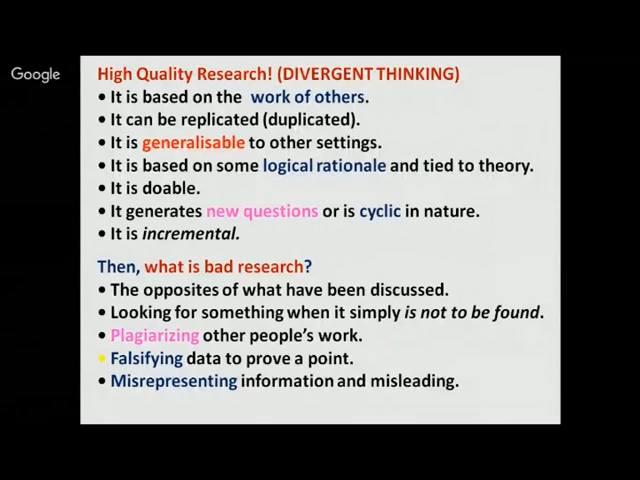 Google
High Quality Research! (DIVERGENT THINKING)
• It is based on the work of others.
• It can be replicated (duplicated).
• It is generalisable to other settings.
• It is based on some logical rationale and tied to theory.
• It is doable.
• It generates new questions or is cyclic in nature.
• It is incremental.
Then, what is bad research?
• The opposites of what have been discussed.
• Looking for something when it simply is not to be found.
• Plagiarizing other people's work.
• Falsifying data to prove a point.
• Misrepresenting information and misleading.